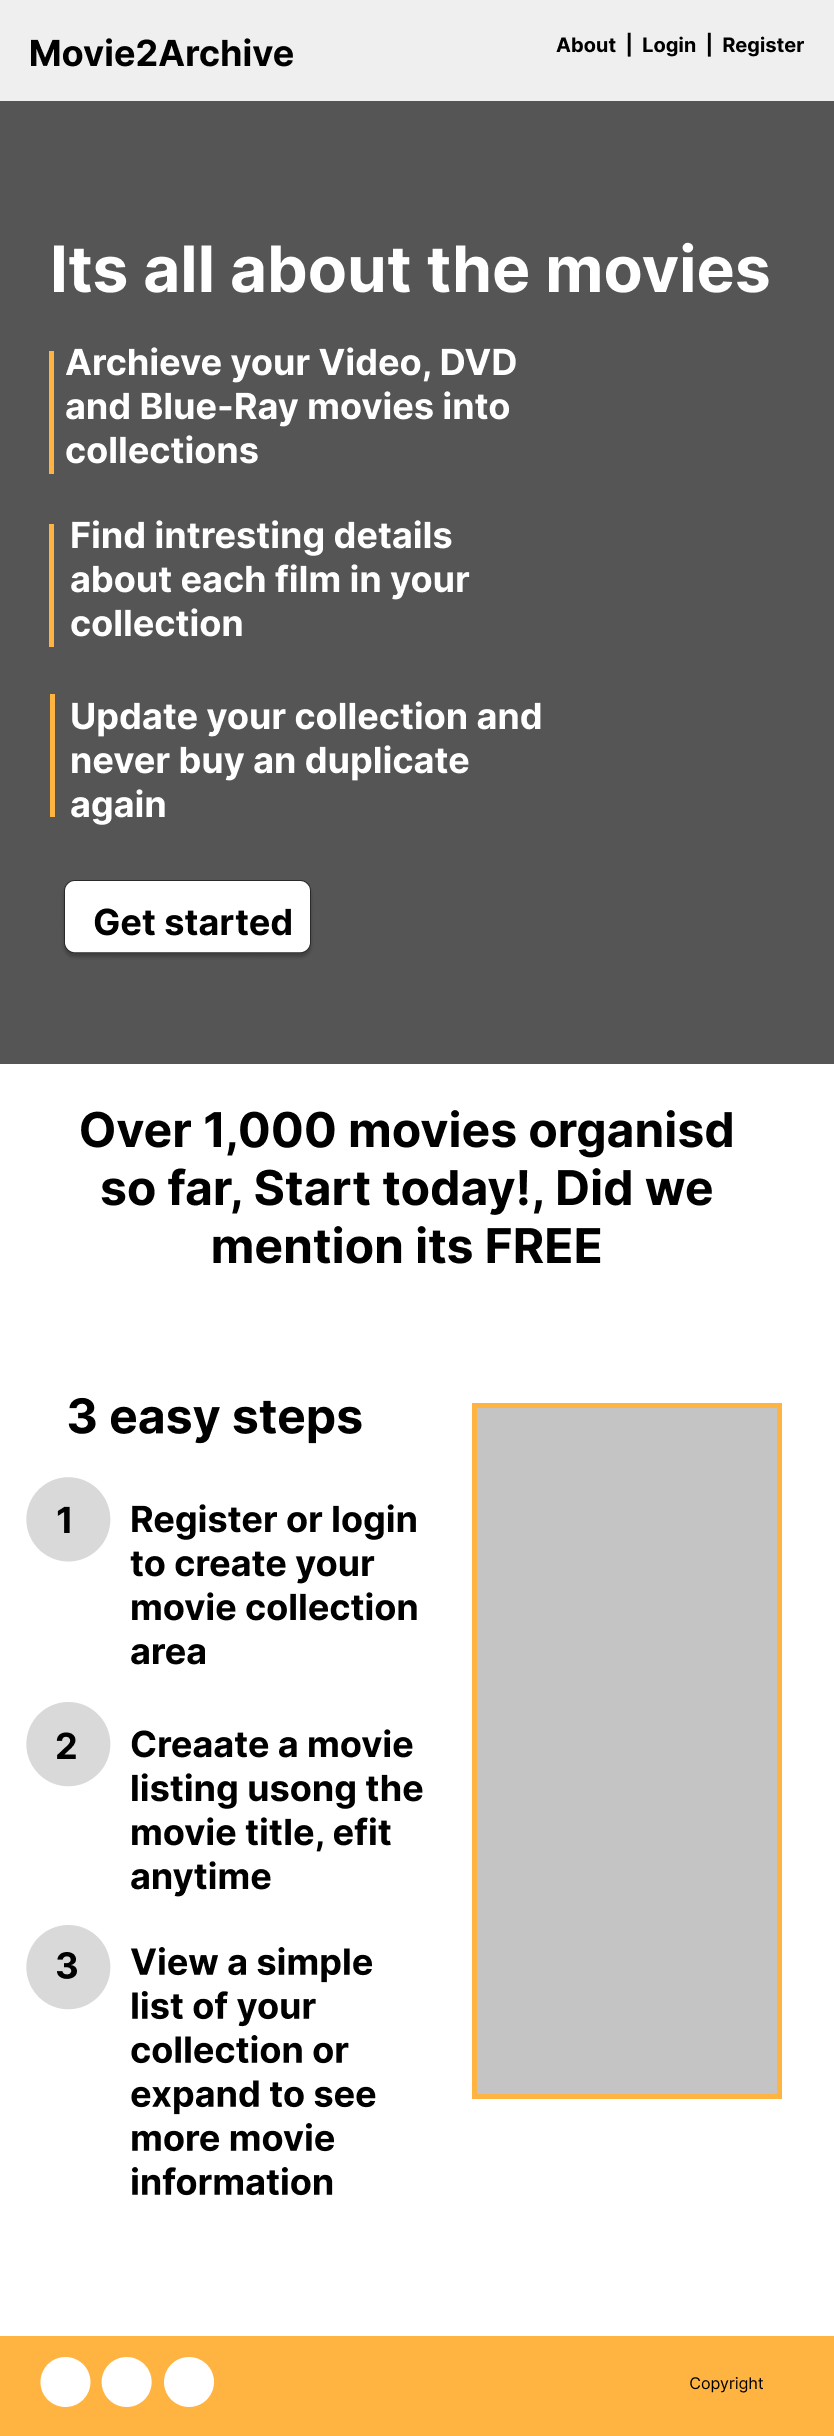 Movie2Archive
About | Login | Register
Its all about the movies
Archieve your Video, DVD
and Blue-Ray movies into
collections
Find intresting details
about each film in your
collection
Update your collection and
never buy an duplicate
again
Get started
Over 1,000 movies organisd
so far, Start today!, Did we
mention its FREE
3 easy steps
1
Register or login
to create your
movie collection
area
2
Creaate a movie
listing usong the
movie title, efit
anytime
3
View a simple
list of your
collection or
expand to see
more movie
information
Copyright